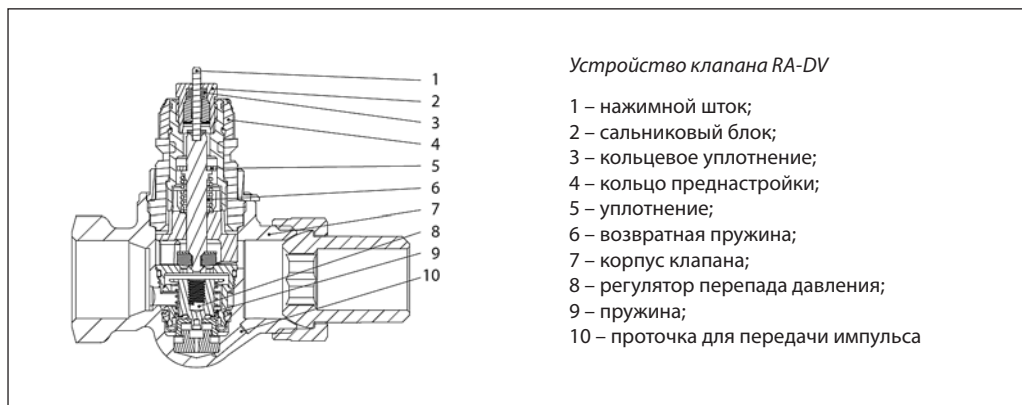 1
2
3
4
5
6
7
8
9
10
Устройство клапана RA-DV
1 – нажимной шток;
2 – сальниковый блок;
3 – кольцевое уплотнение;
4 – кольцо преднастройки;
5 – уплотнение;
6 – возвратная пружина;
7 – корпус клапана;
8 – регулятор перепада давления;
9 – пружина;
10 – проточка для передачи импульса